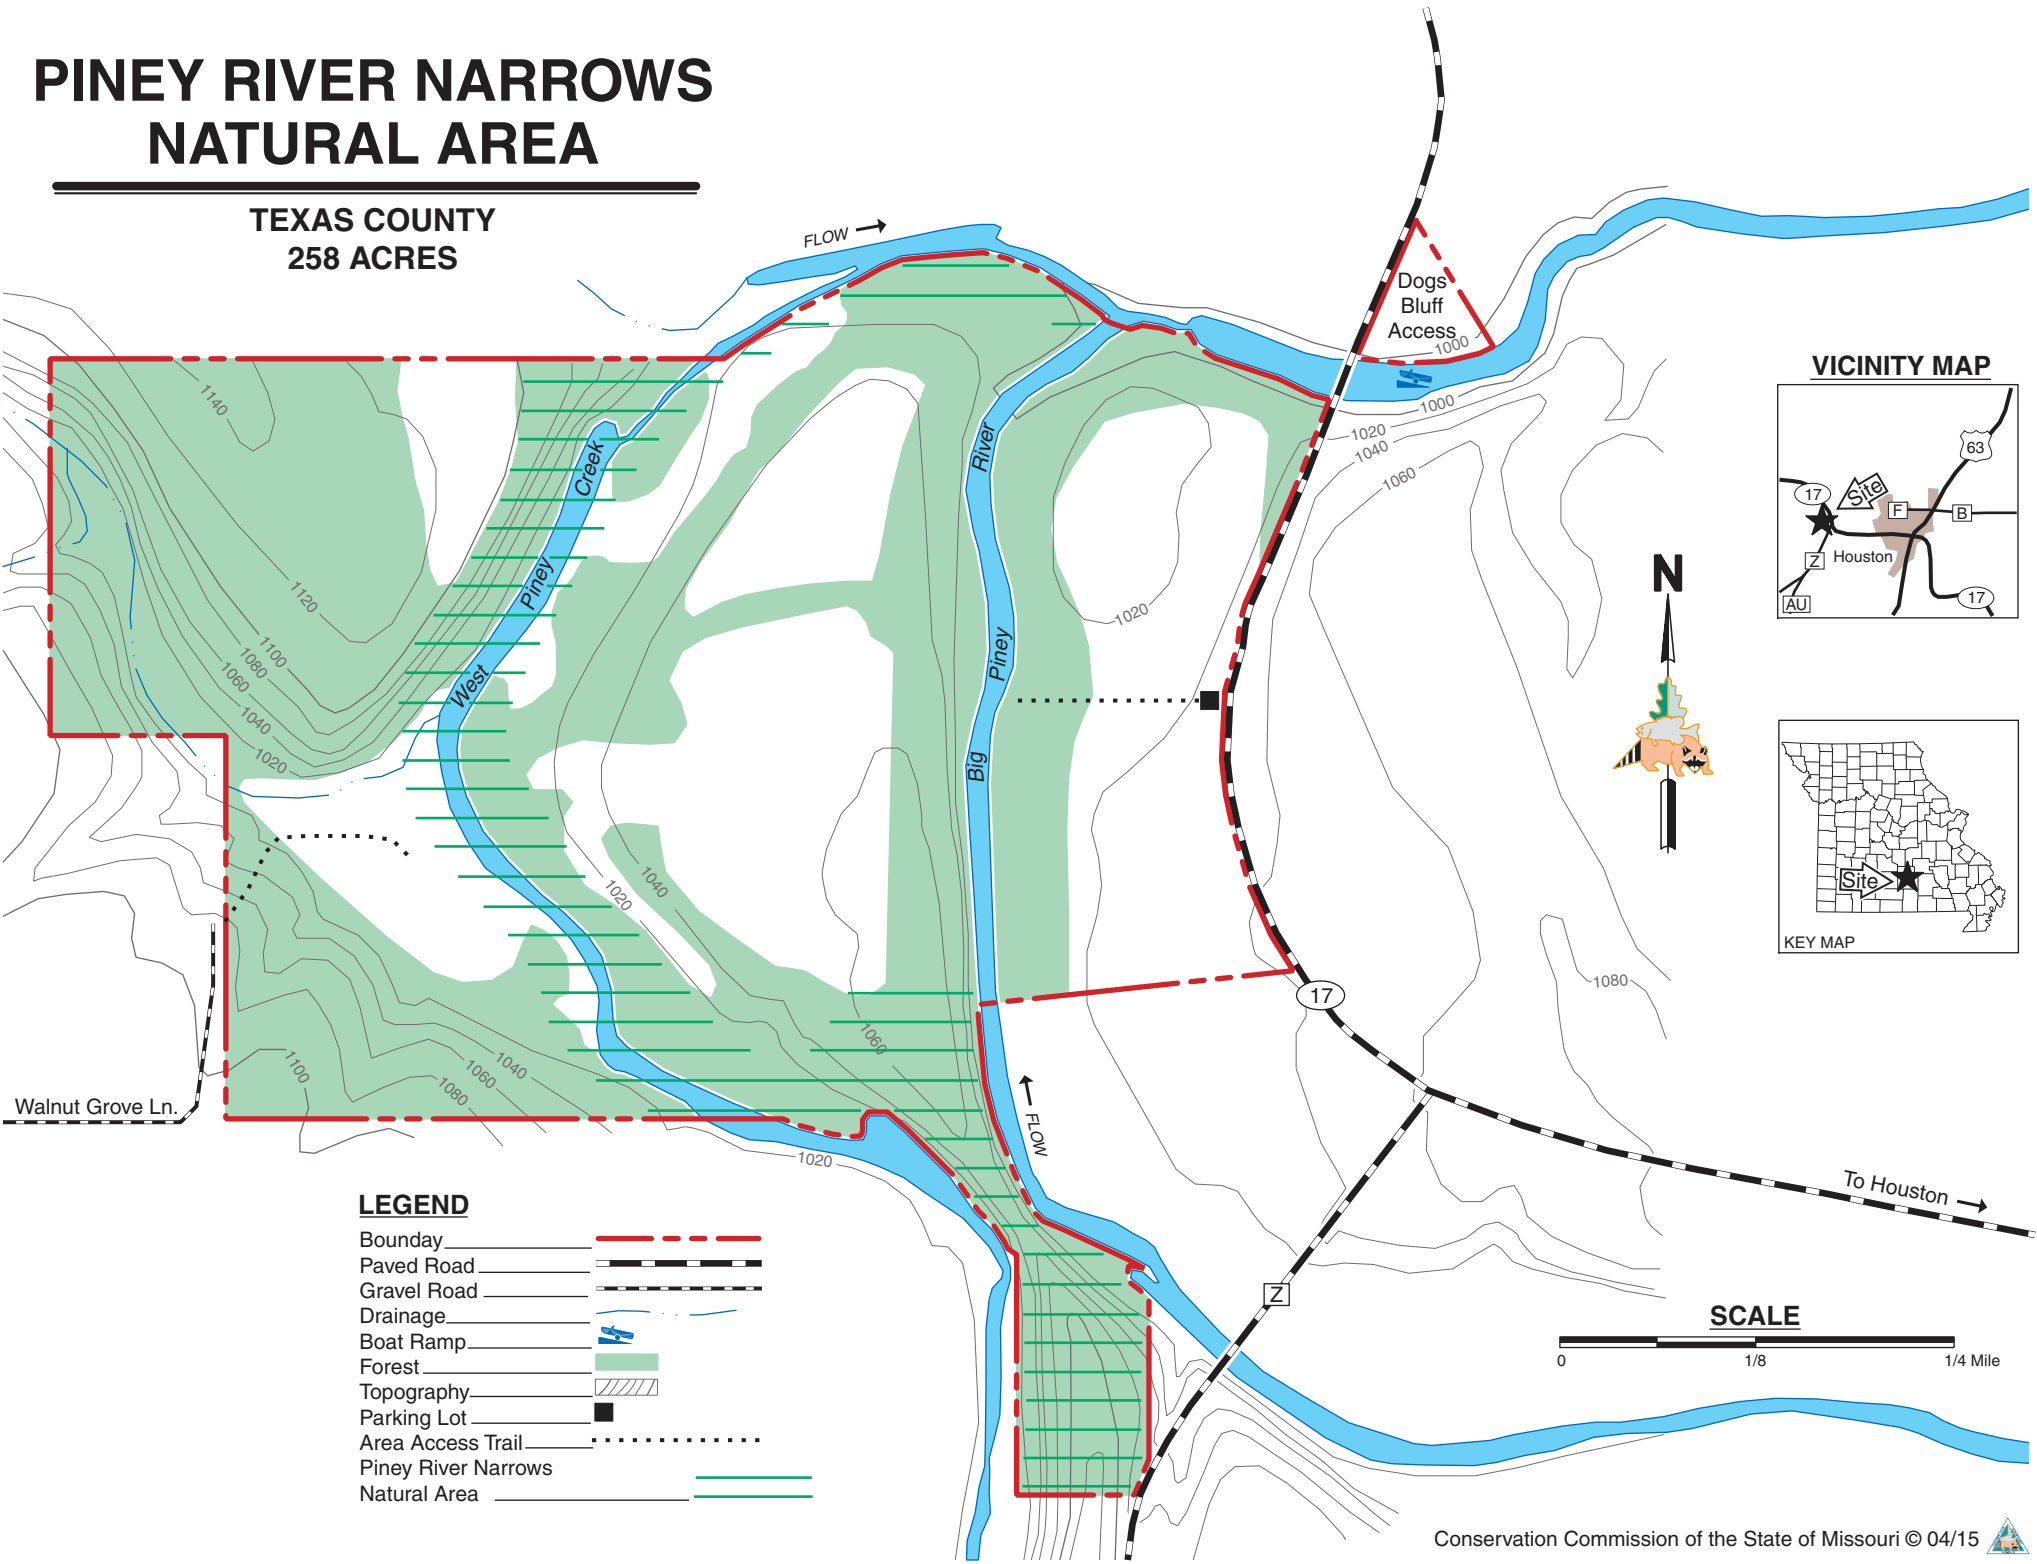 PINEY RIVER NARROWS
NATURAL AREA
TEXAS COUNTY
258 ACRES
FLOW
Dogs
Bluff
Access
1000
1000
1020
1040
1060
1140
1120
1100
1080
1060
1040
1020
West Piney Creek
Big Piney River
1020
1020
1040
1060
1080
1100
1080
1060
1040
1020
FLOW
17
Z
Walnut Grove Ln.
To Houston
VICINITY MAP
63
17
Site
F
B
Z
Houston
AU
17
N
Site
KEY MAP
LEGEND
Bounday
Paved Road
Gravel Road
Drainage
Boat Ramp
Forest
Topography
Parking Lot
Area Access Trail
Piney River Narrows
Natural Area
SCALE
0 1/8 1/4 Mile
Conservation Commission of the State of Missouri © 04/15